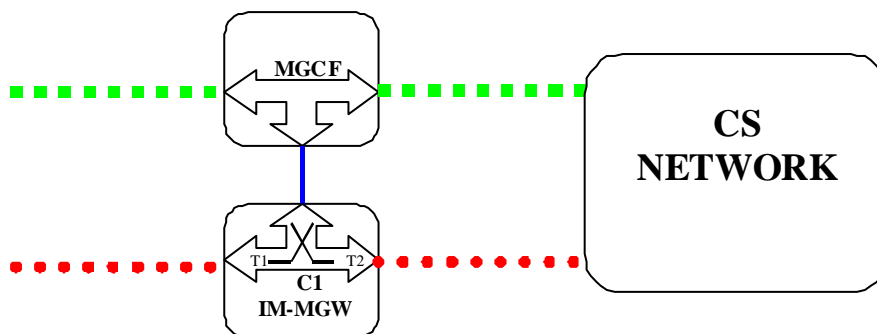 MGCF
CS
NETWORK
T1 T2
C1
IM-MGW